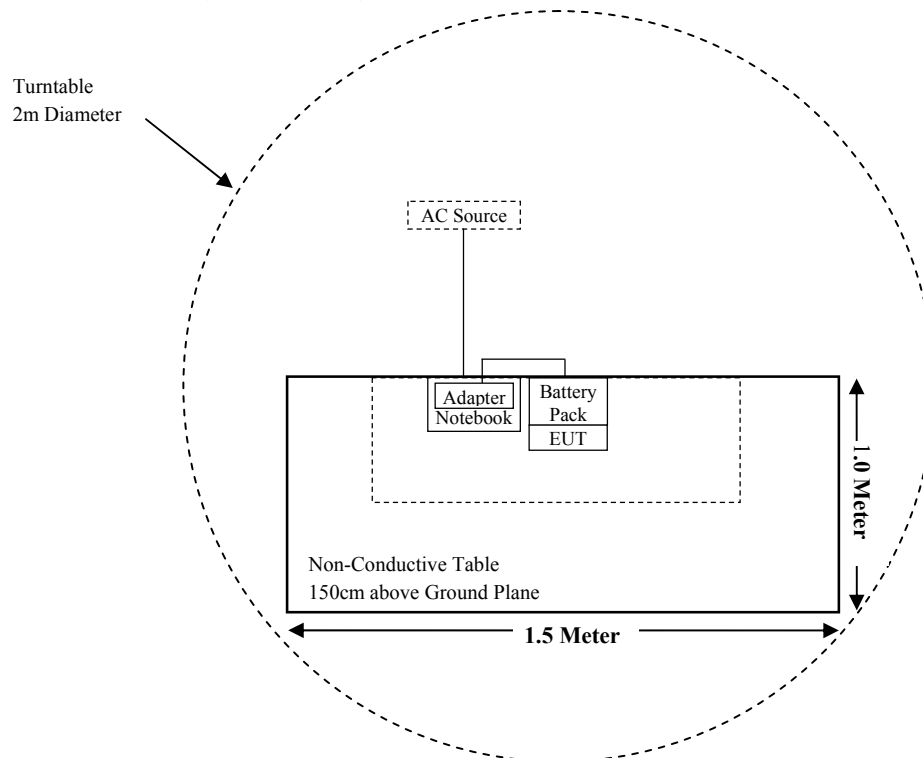 Turntable
2m Diameter
AC Source
Adapter
Notebook
Battery
Pack
EUT
1.0 Meter
Non-Conductive Table
150cm above Ground Plane
1.5 Meter